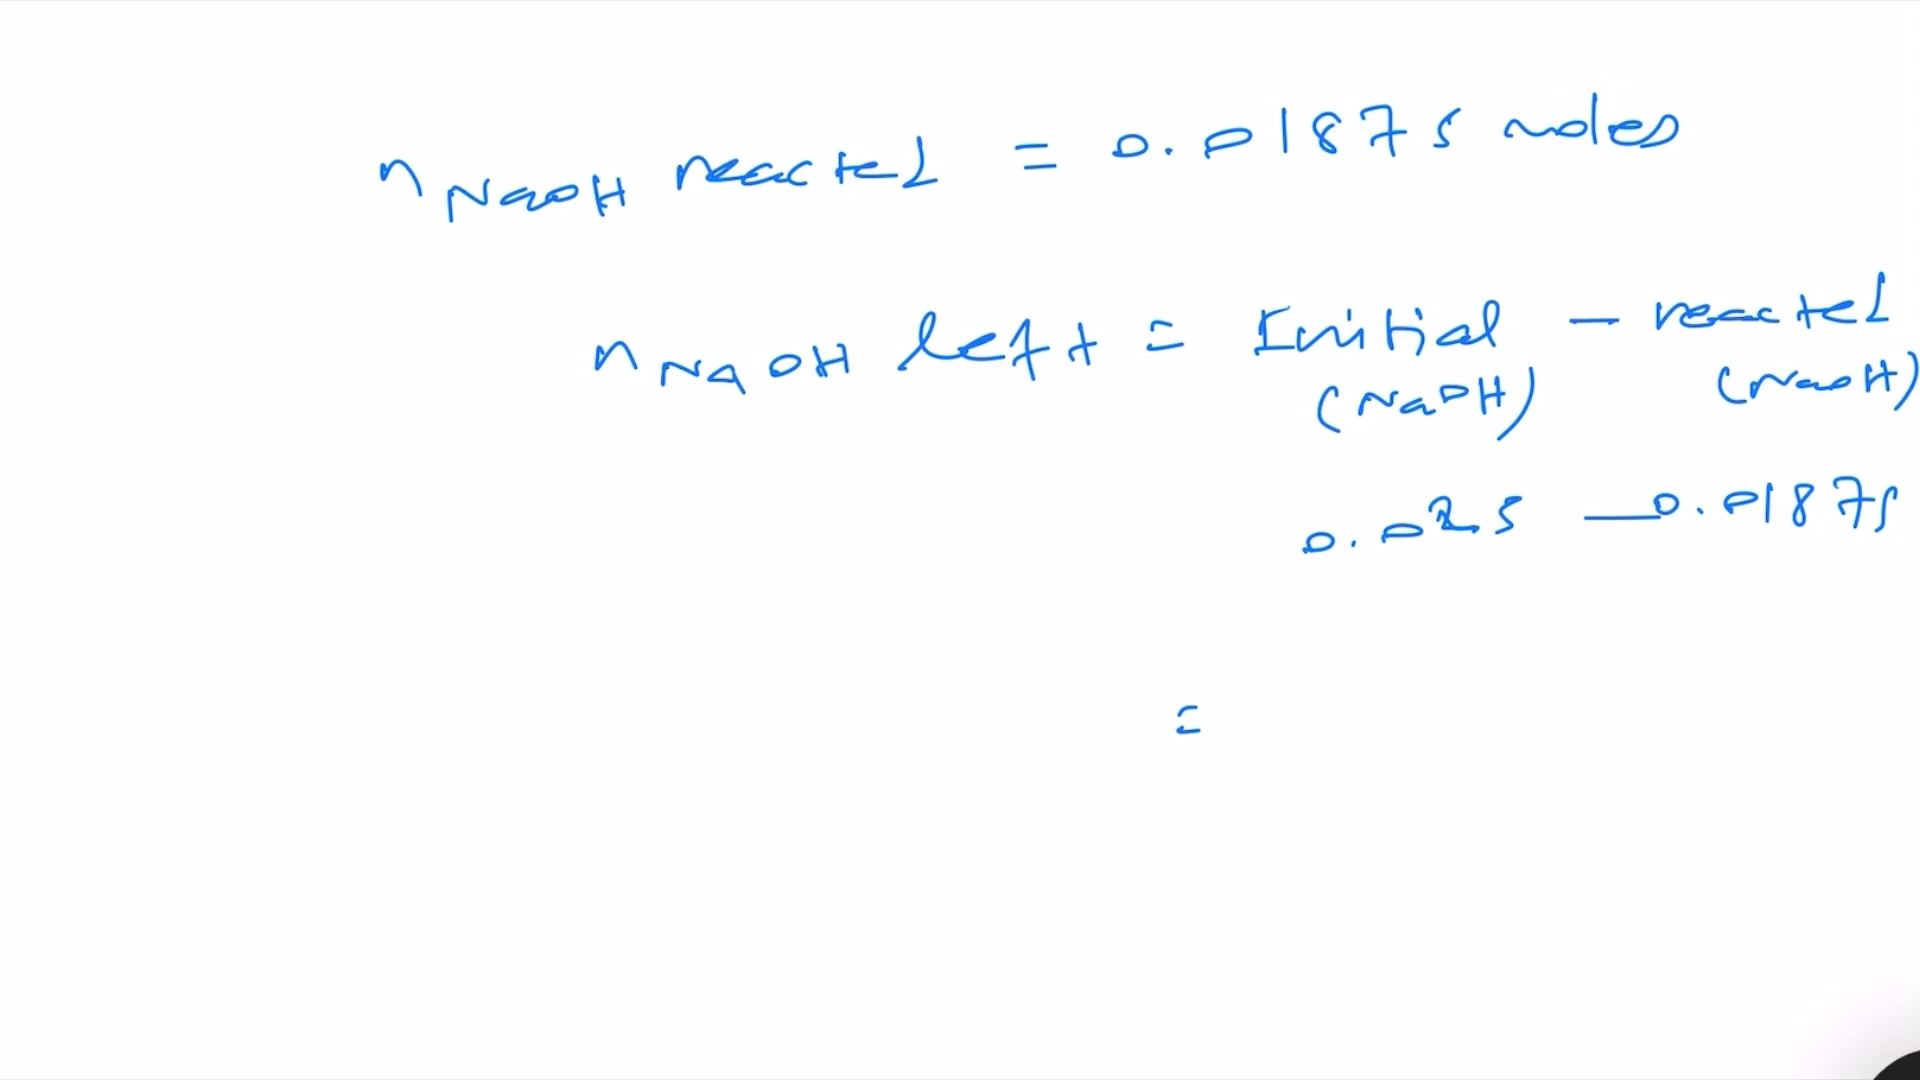 n NaOH reacted = 0.01875 moles
n NaOH left = Initial - reacted
(NaOH) (NaOH)
0.025 - 0.01875
=